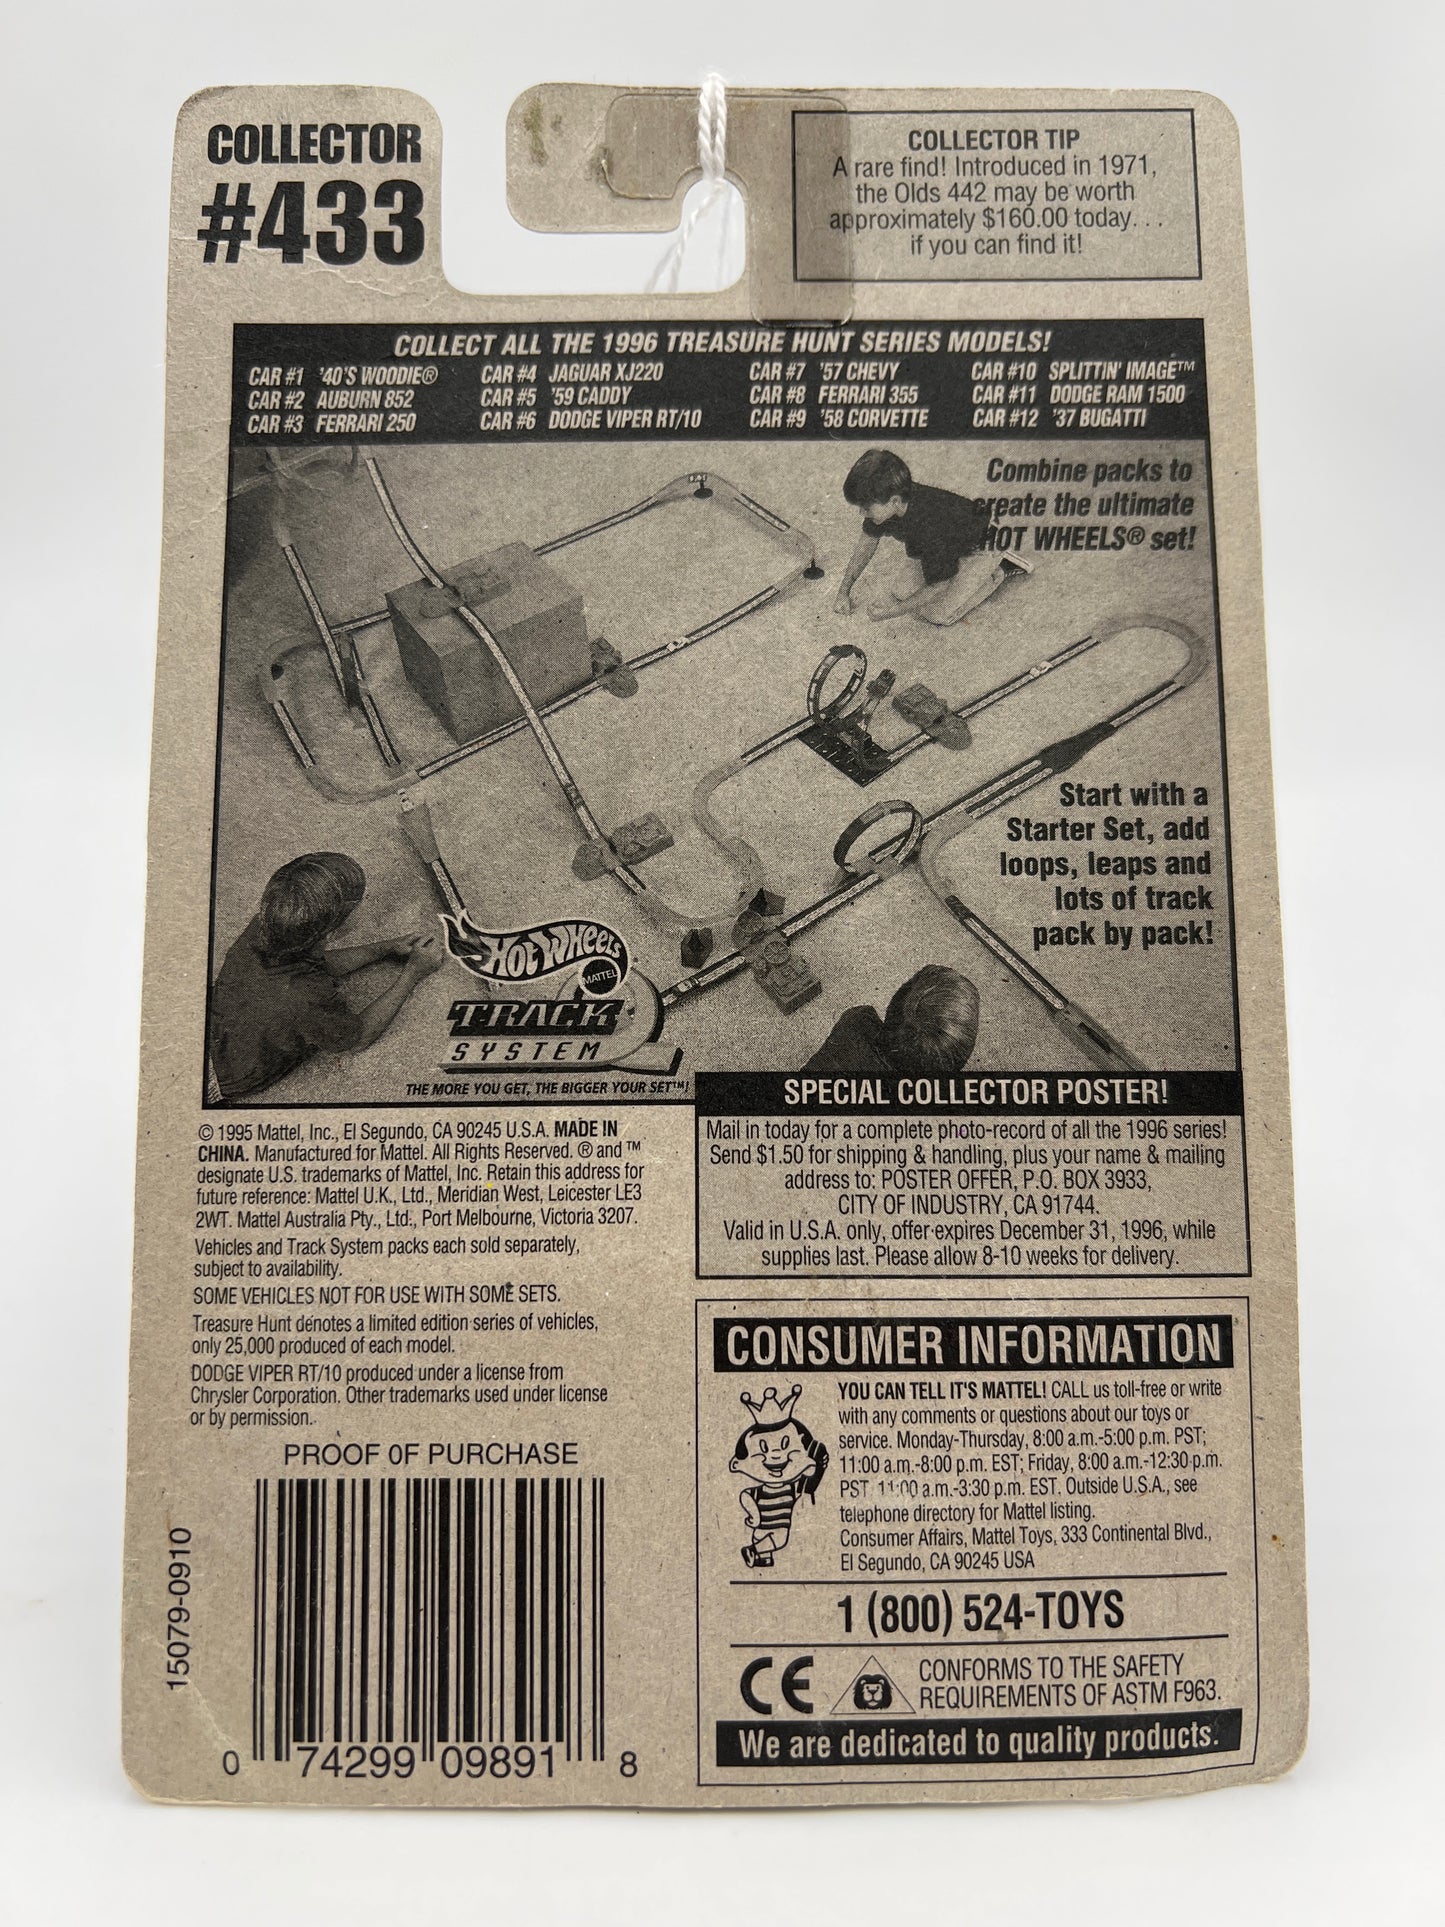 COLLECTOR
#433
COLLECTOR TIP
A rare find! Introduced in 1971,
the Olds 442 may be worth
approximately $160.00 today. . .
if you can find it!
COLLECT ALL THE 1996 TREASURE HUNT SERIES MODELS!
CAR #1 '40'S WOODIE®
CAR #2 AUBURN 852
CAR #3 FERRARI 250
CAR #4 JAGUAR XJ220
CAR #5 '59 CADDY
CAR #6 DODGE VIPER RT/10
CAR #7 '57 CHEVY
CAR #8 FERRARI 355
CAR #9 '58 CORVETTE
CAR #10 SPLITTIN' IMAGE™
CAR #11 DODGE RAM 1500
CAR #12 '37 BUGATTI
Combine packs to
create the ultimate
HOT WHEELS® set!
Start with a
Starter Set, add
loops, leaps and
lots of track
pack by pack!
HOT WHEELS
MATTEL
TRACK
SYSTEM
THE MORE YOU GET, THE BIGGER YOUR SET™!
© 1995 Mattel, Inc., El Segundo, CA 90245 U.S.A. MADE IN
CHINA. Manufactured for Mattel. All Rights Reserved. ® and ™
designate U.S. trademarks of Mattel, Inc. Retain this address for
future reference: Mattel U.K., Ltd., Meridian West, Leicester LE3
2WT. Mattel Australia Pty., Ltd., Port Melbourne, Victoria 3207.
Vehicles and Track System packs each sold separately,
subject to availability.
SOME VEHICLES NOT FOR USE WITH SOME SETS.
Treasure Hunt denotes a limited edition series of vehicles,
only 25,000 produced of each model.
DODGE VIPER RT/10 produced under a license from
Chrysler Corporation. Other trademarks used under license
or by permission.
PROOF OF PURCHASE
15079-0910
0 74299 09891 8
SPECIAL COLLECTOR POSTER!
Mail in today for a complete photo-record of all the 1996 series!
Send $1.50 for shipping & handling, plus your name & mailing
address to: POSTER OFFER, P.O. BOX 3933,
CITY OF INDUSTRY, CA 91744.
Valid in U.S.A. only, offer expires December 31, 1996, while
supplies last. Please allow 8-10 weeks for delivery.
CONSUMER INFORMATION
YOU CAN TELL IT'S MATTEL! CALL us toll-free or write
with any comments or questions about our toys or
service. Monday-Thursday, 8:00 a.m.-5:00 p.m. PST;
11:00 a.m.-8:00 p.m. EST; Friday, 8:00 a.m.-12:30 p.m.
PST 11:00 a.m.-3:30 p.m. EST. Outside U.S.A., see
telephone directory for Mattel listing.
Consumer Affairs, Mattel Toys, 333 Continental Blvd.,
El Segundo, CA 90245 USA
1 (800) 524-TOYS
CE
CONFORMS TO THE SAFETY
REQUIREMENTS OF ASTM F963.
We are dedicated to quality products.